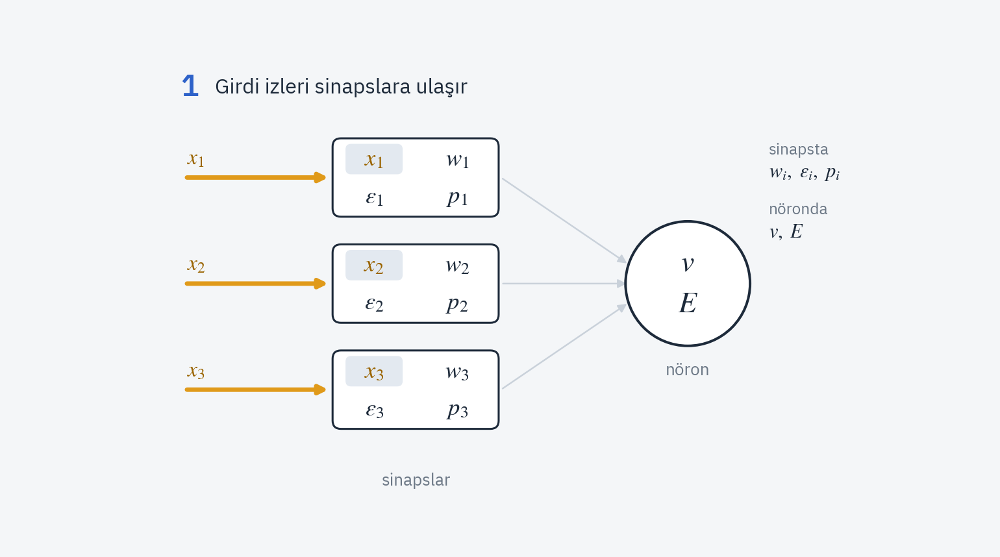 1 Girdi izleri sinapslara ulaşır
x₁
x₁ w₁
ε₁ p₁
x₂
x₂ w₂
ε₂ p₂
x₃
x₃ w₃
ε₃ p₃
sinapslar
v
E
nöron
sinapsta
wᵢ, εᵢ, pᵢ
nöronda
v, E